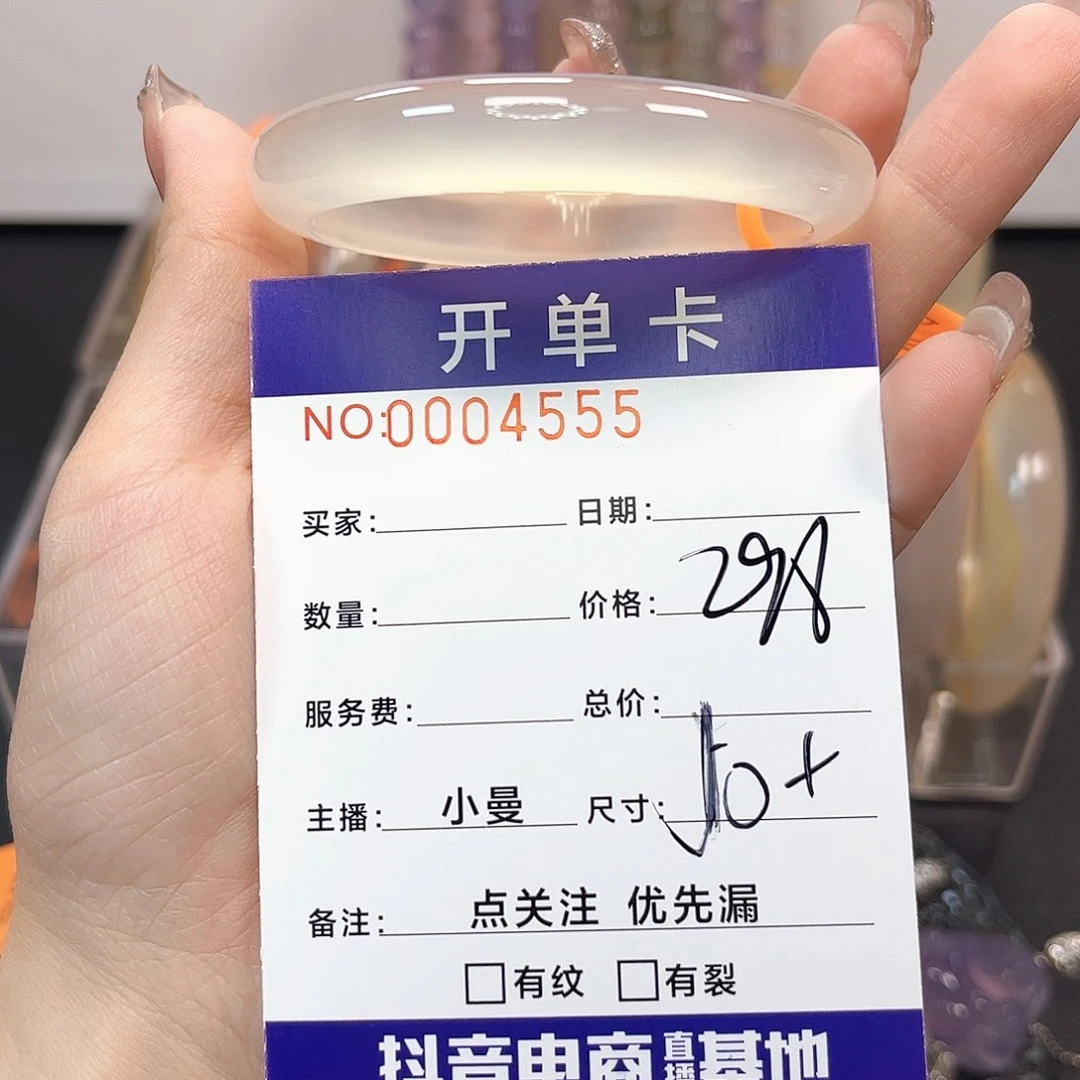 开单卡
NO:0004555
买家: 日期:
数量: 价格: 298
服务费: 总价:
主播: 小曼 尺寸: 50+
备注: 点关注 优先漏
有纹 有裂
抖音电商直播基地